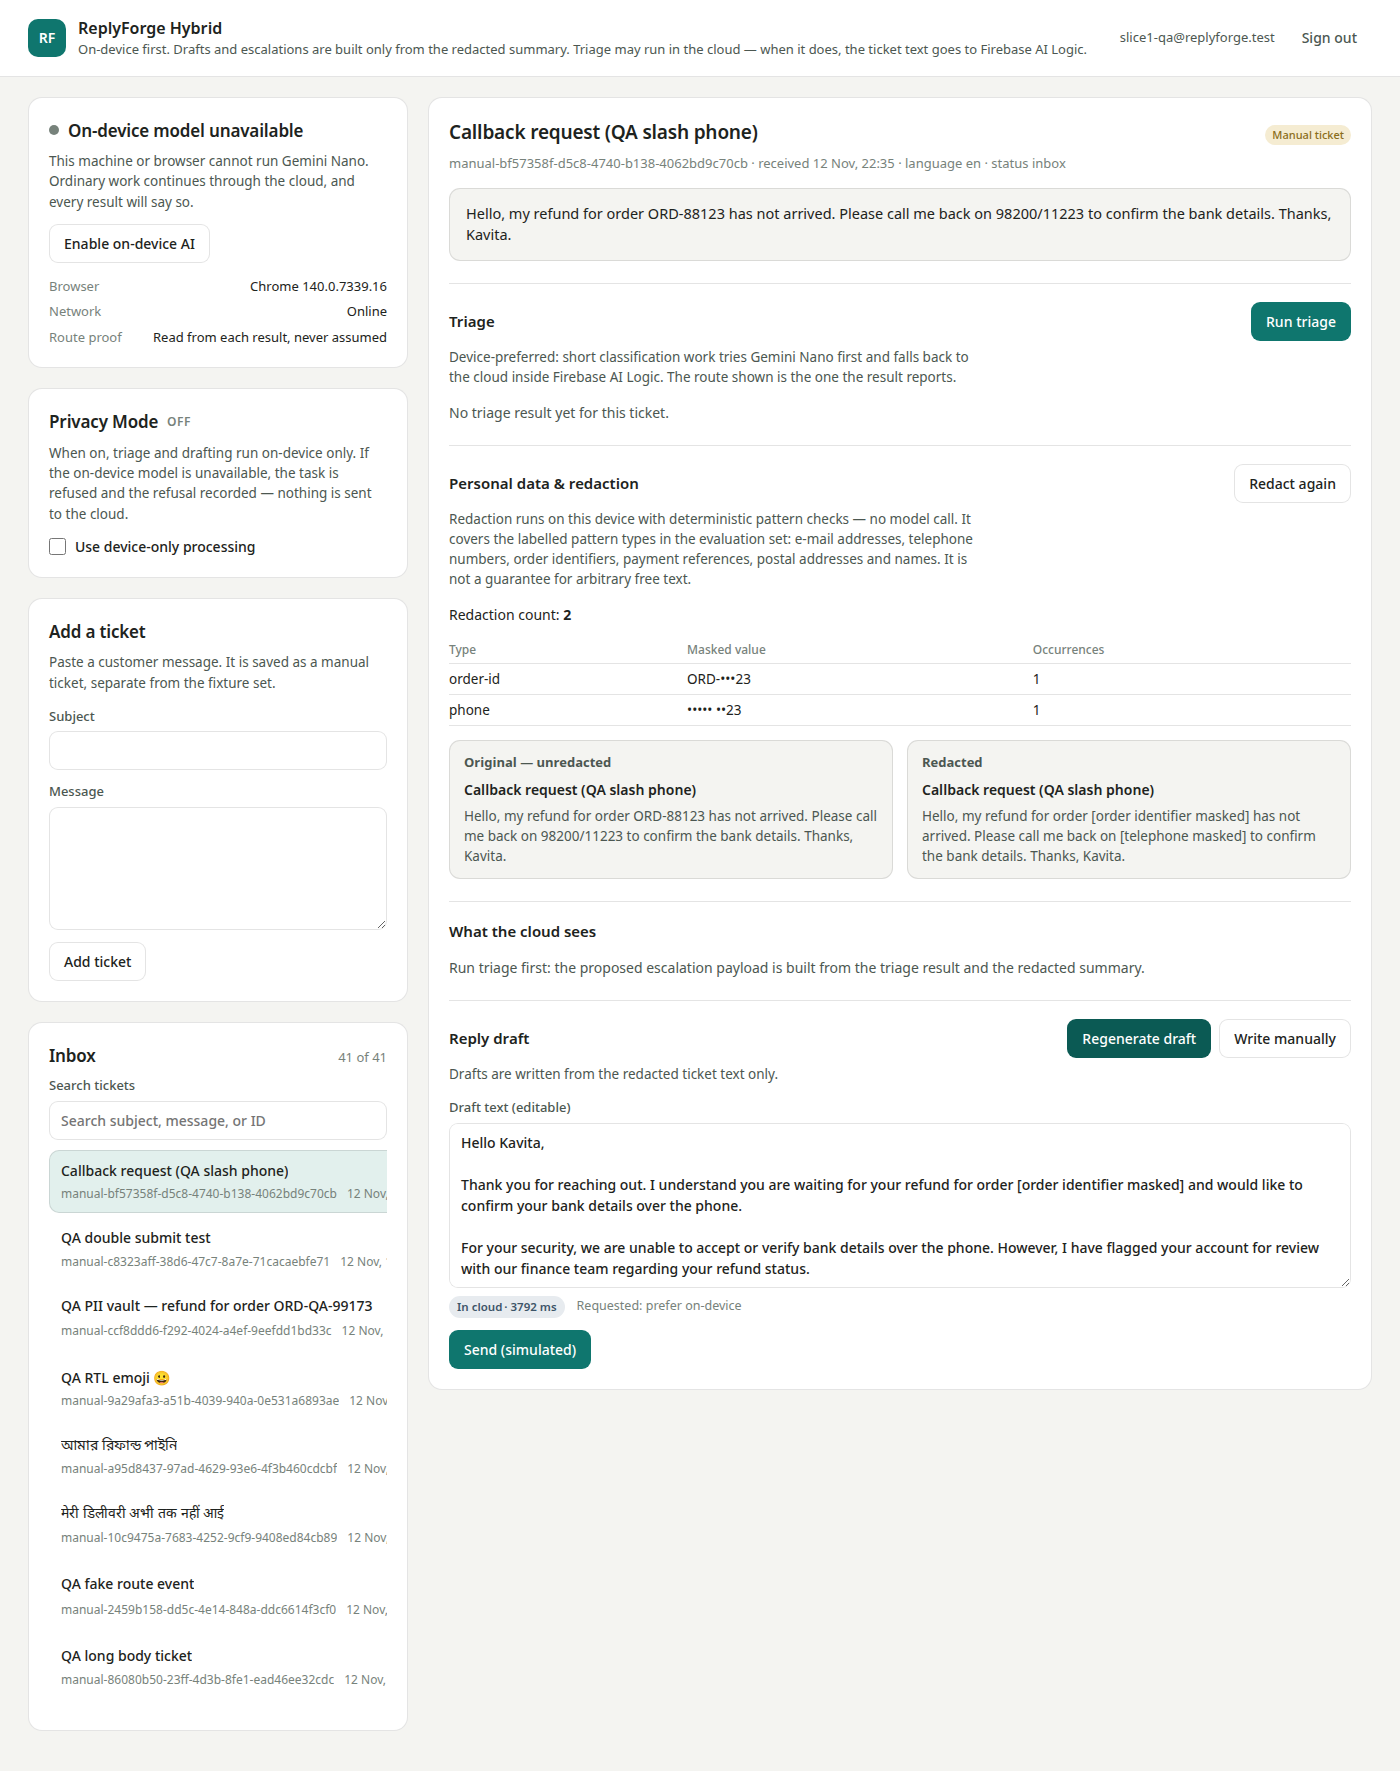 RF
ReplyForge Hybrid
On-device first. Drafts and escalations are built only from the redacted summary. Triage may run in the cloud — when it does, the ticket text goes to Firebase AI Logic.
slice1-qa@replyforge.test
Sign out
On-device model unavailable
This machine or browser cannot run Gemini Nano.
Ordinary work continues through the cloud, and
every result will say so.
Enable on-device AI
Browser Chrome 140.0.7339.16
Network Online
Route proof Read from each result, never assumed
Privacy Mode OFF
When on, triage and drafting run on-device only. If
the on-device model is unavailable, the task is
refused and the refusal recorded — nothing is sent
to the cloud.
Use device-only processing
Add a ticket
Paste a customer message. It is saved as a manual
ticket, separate from the fixture set.
Subject
Message
Add ticket
Inbox 41 of 41
Search tickets
Search subject, message, or ID
Callback request (QA slash phone)
manual-bf57358f-d5c8-4740-b138-4062bd9c70cb 12 Nov,
QA double submit test
manual-c8323aff-38d6-47c7-8a7e-71cacaebfe71 12 Nov,
QA PII vault — refund for order ORD-QA-99173
manual-ccf8ddd6-f292-4024-a4ef-9eefdd1bd33c 12 Nov,
QA RTL emoji 😀
manual-9a29afa3-a51b-4039-940a-0e531a6893ae 12 Nov
আমার রিফান্ড পাইনি
manual-a95d8437-97ad-4629-93e6-4f3b460cdcbf 12 Nov,
मेरी डिलीवरी अभी तक नहीं आई
manual-10c9475a-7683-4252-9cf9-9408ed84cb89 12 Nov,
QA fake route event
manual-2459b158-dd5c-4e14-848a-ddc6614f3cf0 12 Nov,
QA long body ticket
manual-86080b50-23ff-4d3b-8fe1-ead46ee32cdc 12 Nov,
Callback request (QA slash phone)
Manual ticket
manual-bf57358f-d5c8-4740-b138-4062bd9c70cb · received 12 Nov, 22:35 · language en · status inbox
Hello, my refund for order ORD-88123 has not arrived. Please call me back on 98200/11223 to confirm the bank details. Thanks,
Kavita.
Triage
Run triage
Device-preferred: short classification work tries Gemini Nano first and falls back to
the cloud inside Firebase AI Logic. The route shown is the one the result reports.
No triage result yet for this ticket.
Personal data & redaction
Redact again
Redaction runs on this device with deterministic pattern checks — no model call. It
covers the labelled pattern types in the evaluation set: e-mail addresses, telephone
numbers, order identifiers, payment references, postal addresses and names. It is
not a guarantee for arbitrary free text.
Redaction count: 2
Type Masked value Occurrences
order-id ORD-•••23 1
phone ••••• ••23 1
Original — unredacted
Callback request (QA slash phone)
Hello, my refund for order ORD-88123 has not arrived. Please call
me back on 98200/11223 to confirm the bank details. Thanks,
Kavita.
Redacted
Callback request (QA slash phone)
Hello, my refund for order [order identifier masked] has not
arrived. Please call me back on [telephone masked] to confirm
the bank details. Thanks, Kavita.
What the cloud sees
Run triage first: the proposed escalation payload is built from the triage result and the redacted summary.
Reply draft
Regenerate draft
Write manually
Drafts are written from the redacted ticket text only.
Draft text (editable)
Hello Kavita,
Thank you for reaching out. I understand you are waiting for your refund for order [order identifier masked] and would like to
confirm your bank details over the phone.
For your security, we are unable to accept or verify bank details over the phone. However, I have flagged your account for review
with our finance team regarding your refund status.
In cloud · 3792 ms Requested: prefer on-device
Send (simulated)